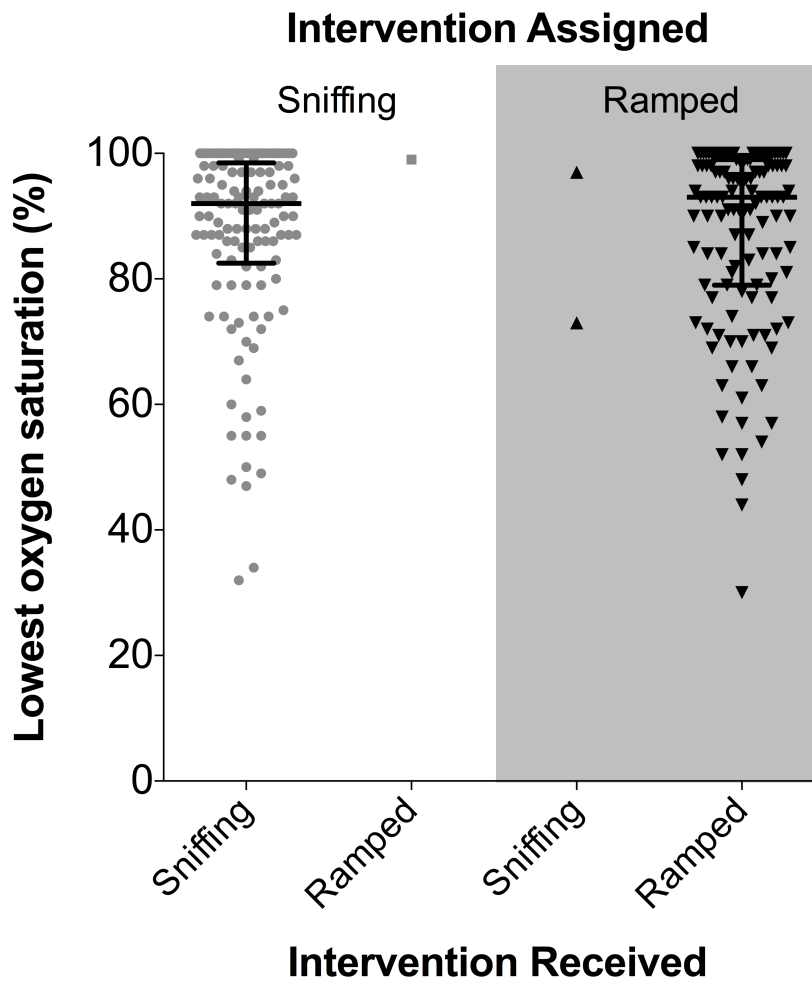 Intervention Assigned
Sniffing Ramped
Lowest oxygen saturation (%)
100
80
60
40
20
0
Sniffing Ramped Sniffing Ramped
Intervention Received